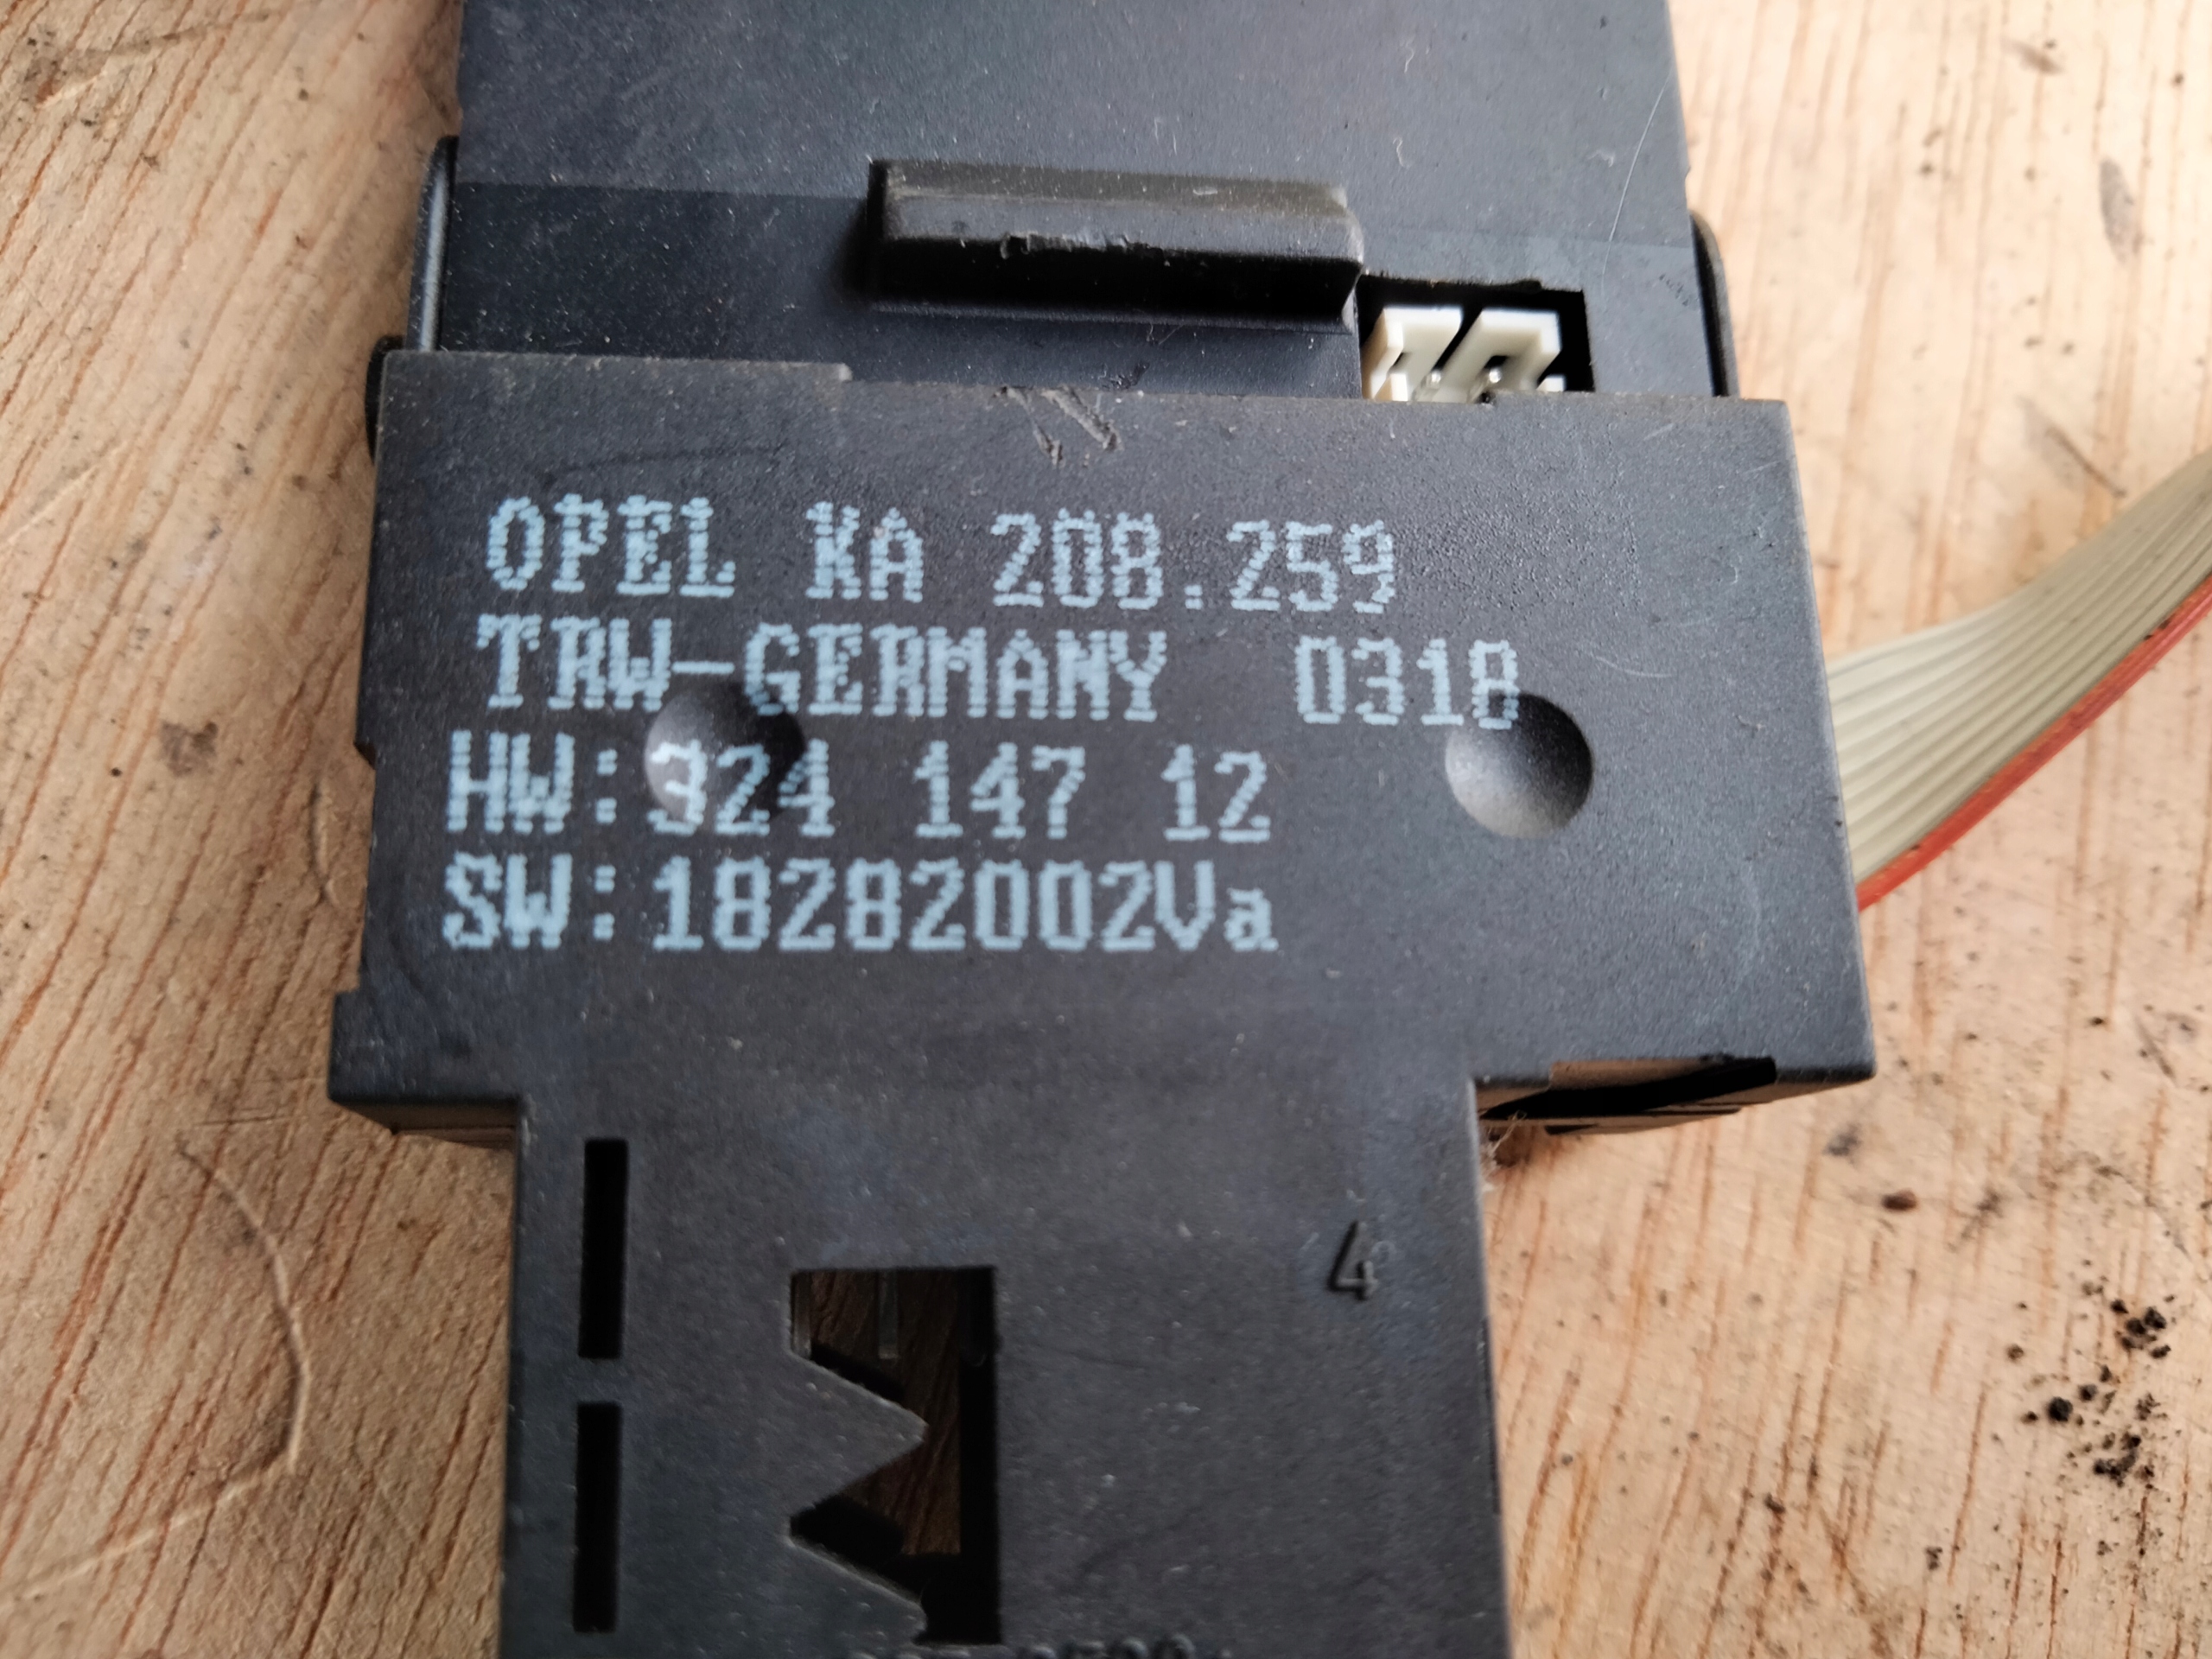 OPEL KA 208.259
TRW-GERMANY 0318
HW:324 147 12
SW:18282002Va
4